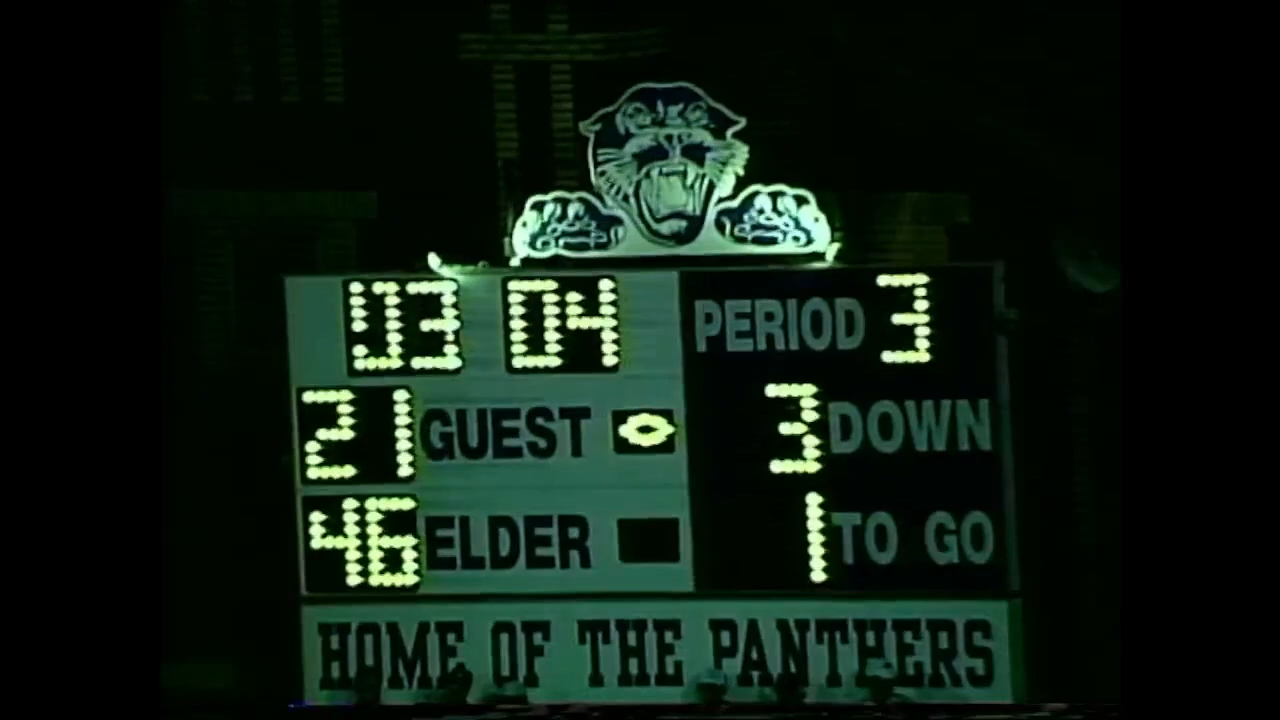 03 04 PERIOD 3
21 GUEST 3 DOWN
46 ELDER 1 TO GO
HOME OF THE PANTHERS